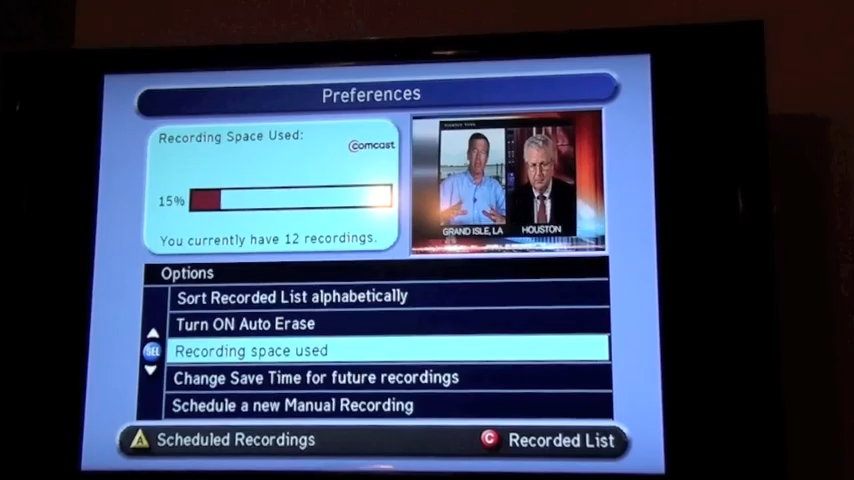 Preferences
Recording Space Used:
comcast
15%
You currently have 12 recordings.
GRAND ISLE, LA
HOUSTON
Options
Sort Recorded List alphabetically
Turn ON Auto Erase
SEL
Recording space used
Change Save Time for future recordings
Schedule a new Manual Recording
A Scheduled Recordings
C Recorded List